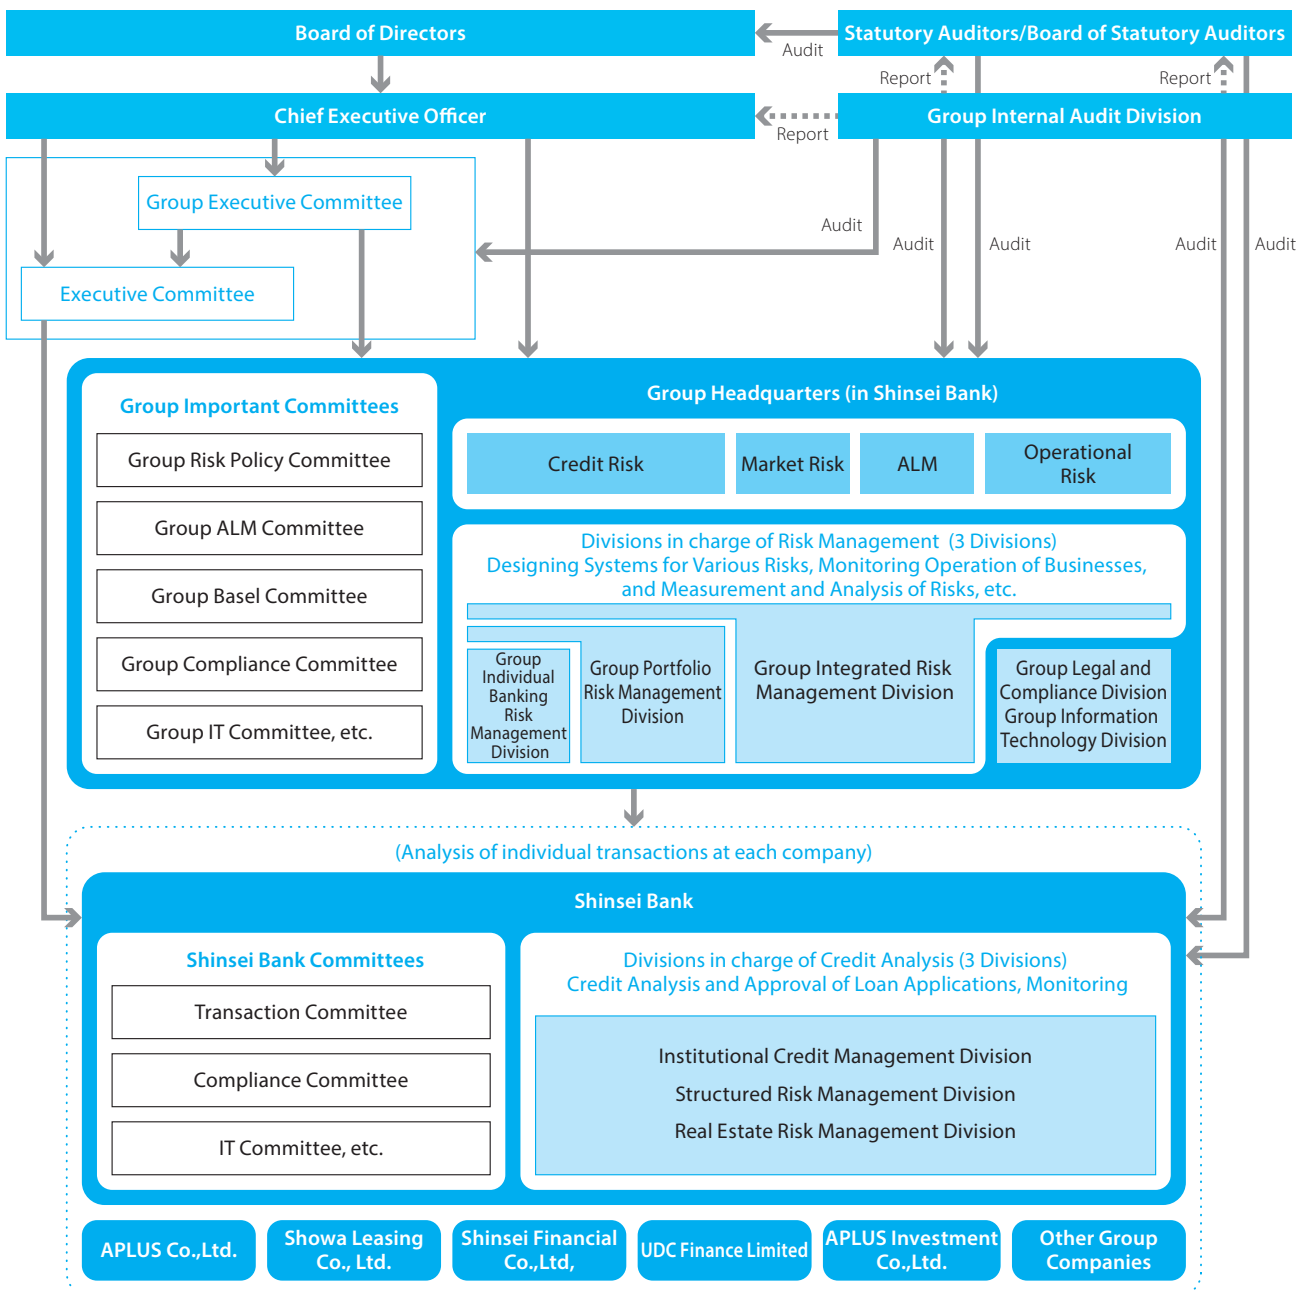 Board of Directors
Audit
Statutory Auditors/Board of Statutory Auditors
Report
Report
Chief Executive Officer
Report
Group Internal Audit Division
Group Executive Committee
Executive Committee
Audit
Audit
Audit
Audit
Audit
Group Important Committees
Group Risk Policy Committee
Group ALM Committee
Group Basel Committee
Group Compliance Committee
Group IT Committee, etc.
Group Headquarters (in Shinsei Bank)
Credit Risk
Market Risk
ALM
Operational
Risk
Divisions in charge of Risk Management (3 Divisions)
Designing Systems for Various Risks, Monitoring Operation of Businesses,
and Measurement and Analysis of Risks, etc.
Group
Individual
Banking
Risk
Management
Division
Group Portfolio
Risk Management
Division
Group Integrated Risk
Management Division
Group Legal and
Compliance Division
Group Information
Technology Division
(Analysis of individual transactions at each company)
Shinsei Bank
Shinsei Bank Committees
Transaction Committee
Compliance Committee
IT Committee, etc.
Divisions in charge of Credit Analysis (3 Divisions)
Credit Analysis and Approval of Loan Applications, Monitoring
Institutional Credit Management Division
Structured Risk Management Division
Real Estate Risk Management Division
APLUS Co.,Ltd.
Showa Leasing
Co., Ltd.
Shinsei Financial
Co.,Ltd,
UDC Finance Limited
APLUS Investment
Co.,Ltd.
Other Group
Companies